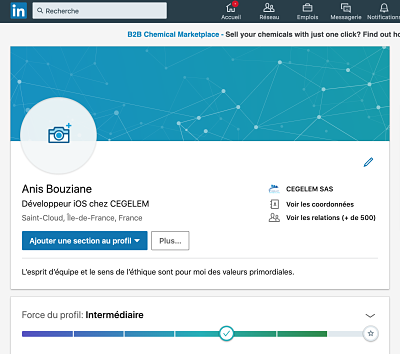 in
Recherche
Accueil
Réseau
Emplois
Messagerie
Notifications
B2B Chemical Marketplace - Sell your chemicals with just one click? Find out
Anis Bouziane
Développeur iOS chez CEGELEM
Saint-Cloud, Île-de-France, France
CEGELEM SAS
Voir les coordonnées
Voir les relations (+ de 500)
Ajouter une section au profil
Plus...
L'esprit d'équipe et le sens de l'éthique sont pour moi des valeurs primordiales.
Force du profil: Intermédiaire